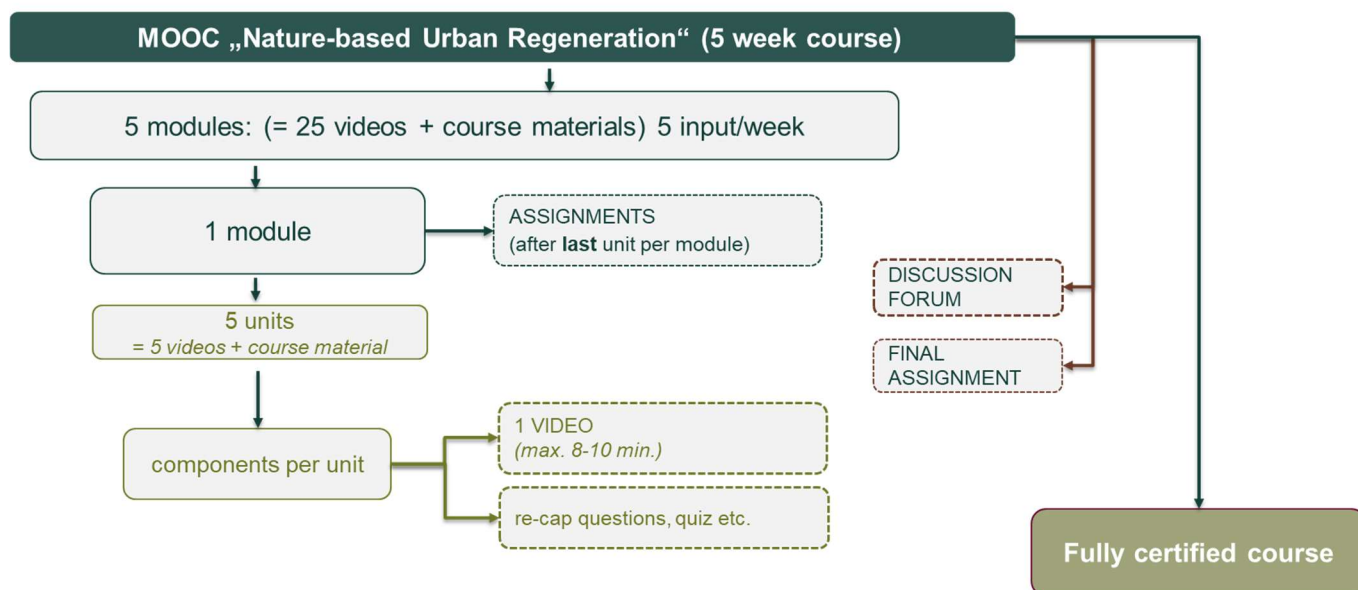 MOOC „Nature-based Urban Regeneration“ (5 week course)
5 modules: (= 25 videos + course materials) 5 input/week
1 module
ASSIGNMENTS
(after last unit per module)
5 units
= 5 videos + course material
components per unit
1 VIDEO
(max. 8-10 min.)
re-cap questions, quiz etc.
DISCUSSION
FORUM
FINAL
ASSIGNMENT
Fully certified course